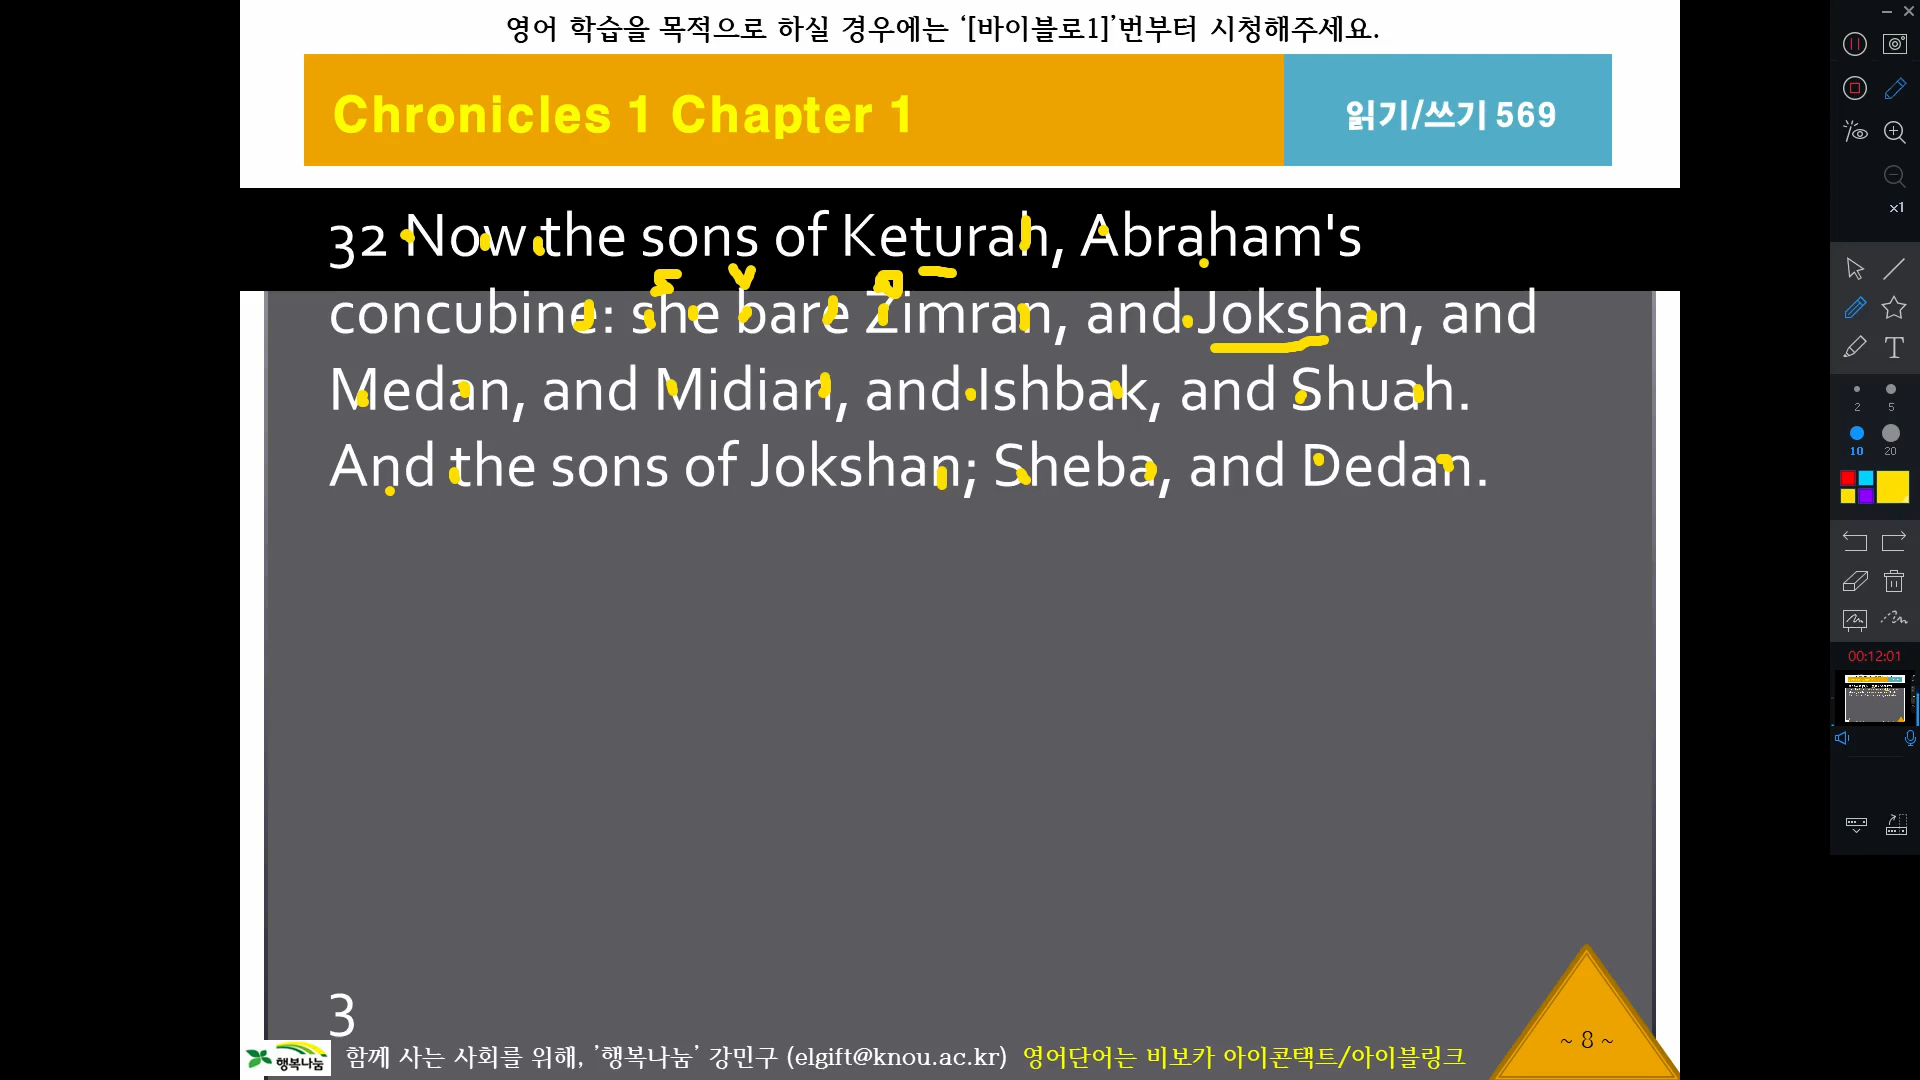 영어 학습을 목적으로 하실 경우에는 ‘[바이블로1]’번부터 시청해주세요.
Chronicles 1 Chapter 1
읽기/쓰기 569
32 Now the sons of Keturah, Abraham's
concubine: she bare Zimran, and Jokshan, and
Medan, and Midian, and Ishbak, and Shuah.
And the sons of Jokshan; Sheba, and Dedan.
3
~ 8 ~
행복나눔 함께 사는 사회를 위해, ’행복나눔’ 강민구 (elgift@knou.ac.kr) 영어단어는 비보카 아이콘택트/아이블링크
x1
2 5
10 20
00:12:01